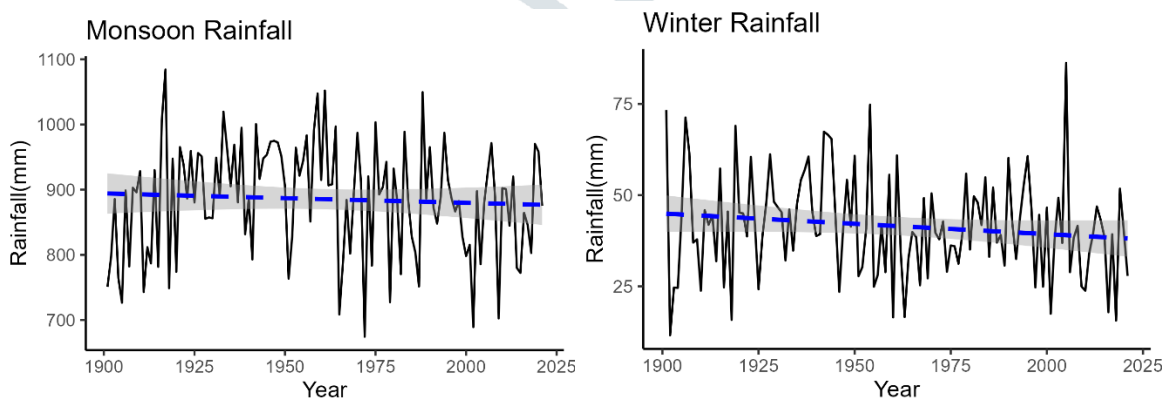 Monsoon Rainfall
1100
1000
900
800
700
Rainfall(mm)
1900 1925 1950 1975 2000 2025
Year
Winter Rainfall
75
50
25
Rainfall(mm)
1900 1925 1950 1975 2000 2025
Year